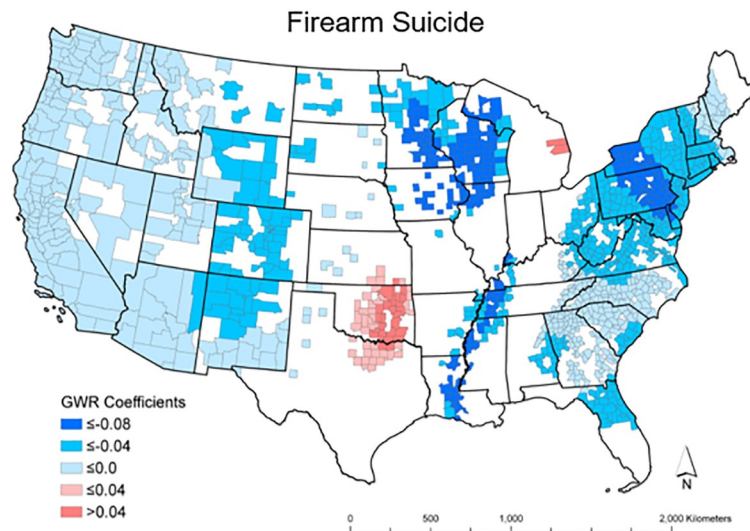 Firearm Suicide
GWR Coefficients
≤-0.08
≤-0.04
≤0.0
≤0.04
>0.04
N
0 500 1,000 2,000 Kilometers